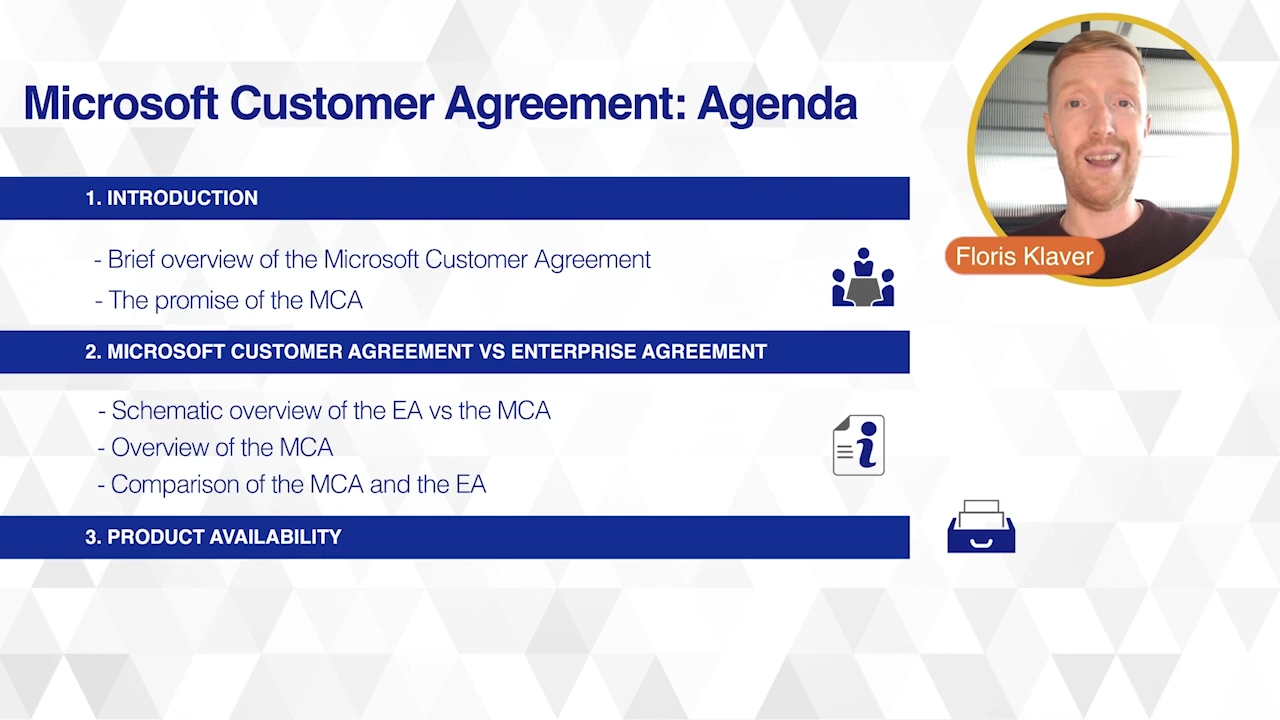 Microsoft Customer Agreement: Agenda
1. INTRODUCTION
- Brief overview of the Microsoft Customer Agreement
- The promise of the MCA
Floris Klaver
2. MICROSOFT CUSTOMER AGREEMENT VS ENTERPRISE AGREEMENT
- Schematic overview of the EA vs the MCA
- Overview of the MCA
- Comparison of the MCA and the EA
3. PRODUCT AVAILABILITY